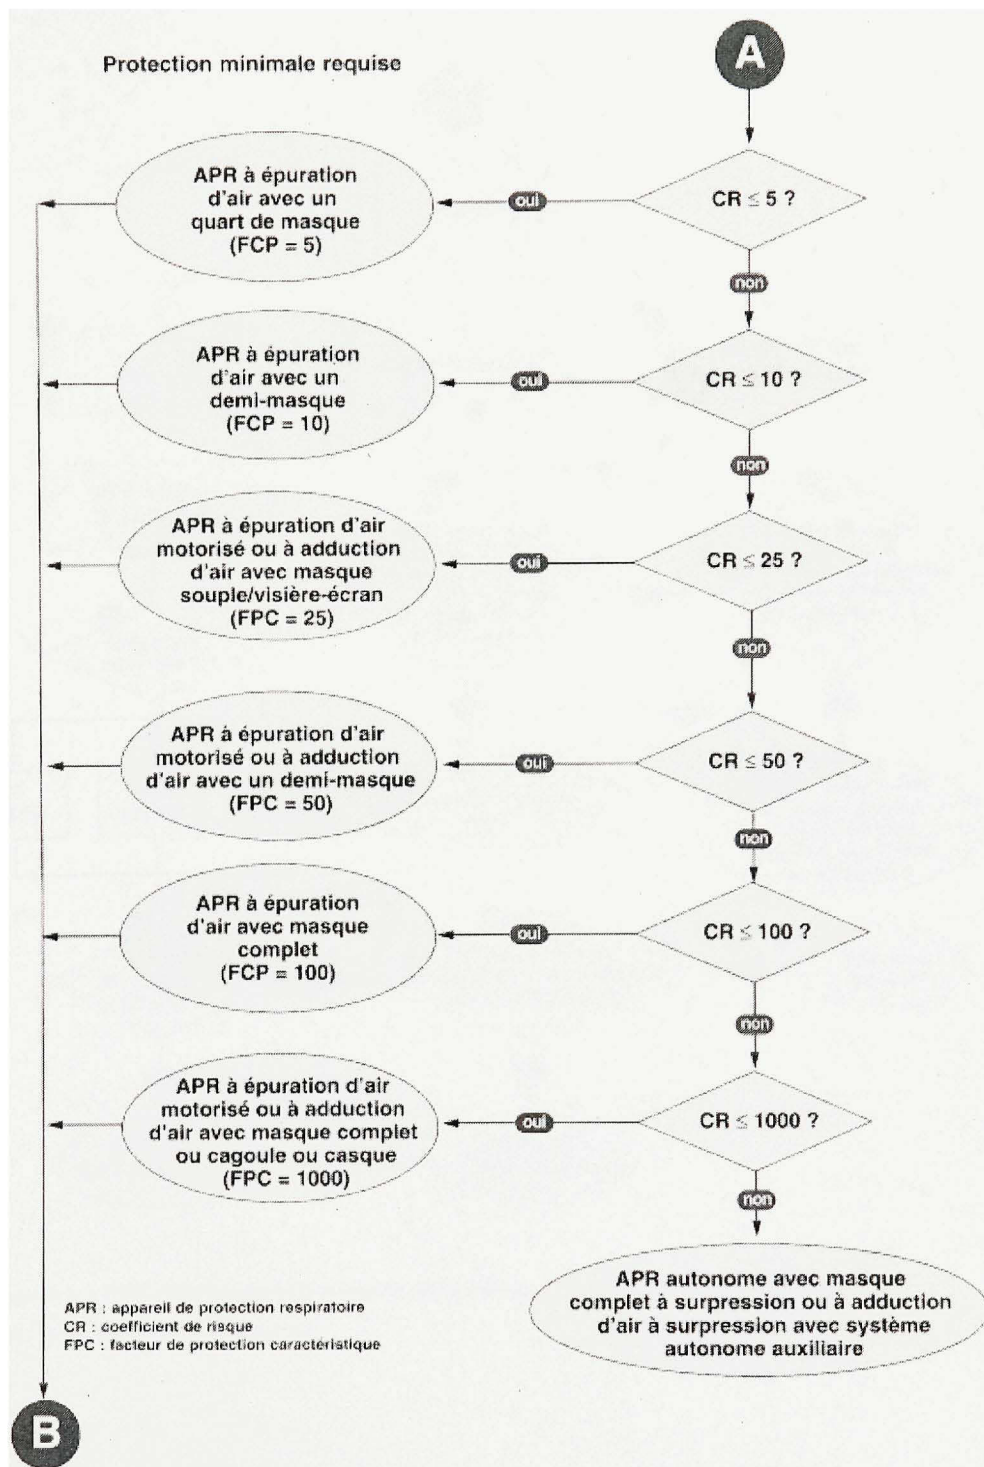 A
Protection minimale requise
CR ≤ 5 ?
oui
APR à épuration
d'air avec un
quart de masque
(FCP = 5)
non
CR ≤ 10 ?
oui
APR à épuration
d'air avec un
demi-masque
(FCP = 10)
non
CR ≤ 25 ?
oui
APR à épuration d'air
motorisé ou à adduction
d'air avec masque
souple/visière-écran
(FPC = 25)
non
CR ≤ 50 ?
oui
APR à épuration d'air
motorisé ou à adduction
d'air avec un demi-masque
(FPC = 50)
non
CR ≤ 100 ?
oui
APR à épuration
d'air avec masque
complet
(FCP = 100)
non
CR ≤ 1000 ?
oui
APR à épuration d'air
motorisé ou à adduction
d'air avec masque complet
ou cagoule ou casque
(FPC = 1000)
non
APR autonome avec masque
complet à surpression ou à adduction
d'air à surpression avec système
autonome auxiliaire
APR : appareil de protection respiratoire
CR : coefficient de risque
FPC : facteur de protection caractéristique
B